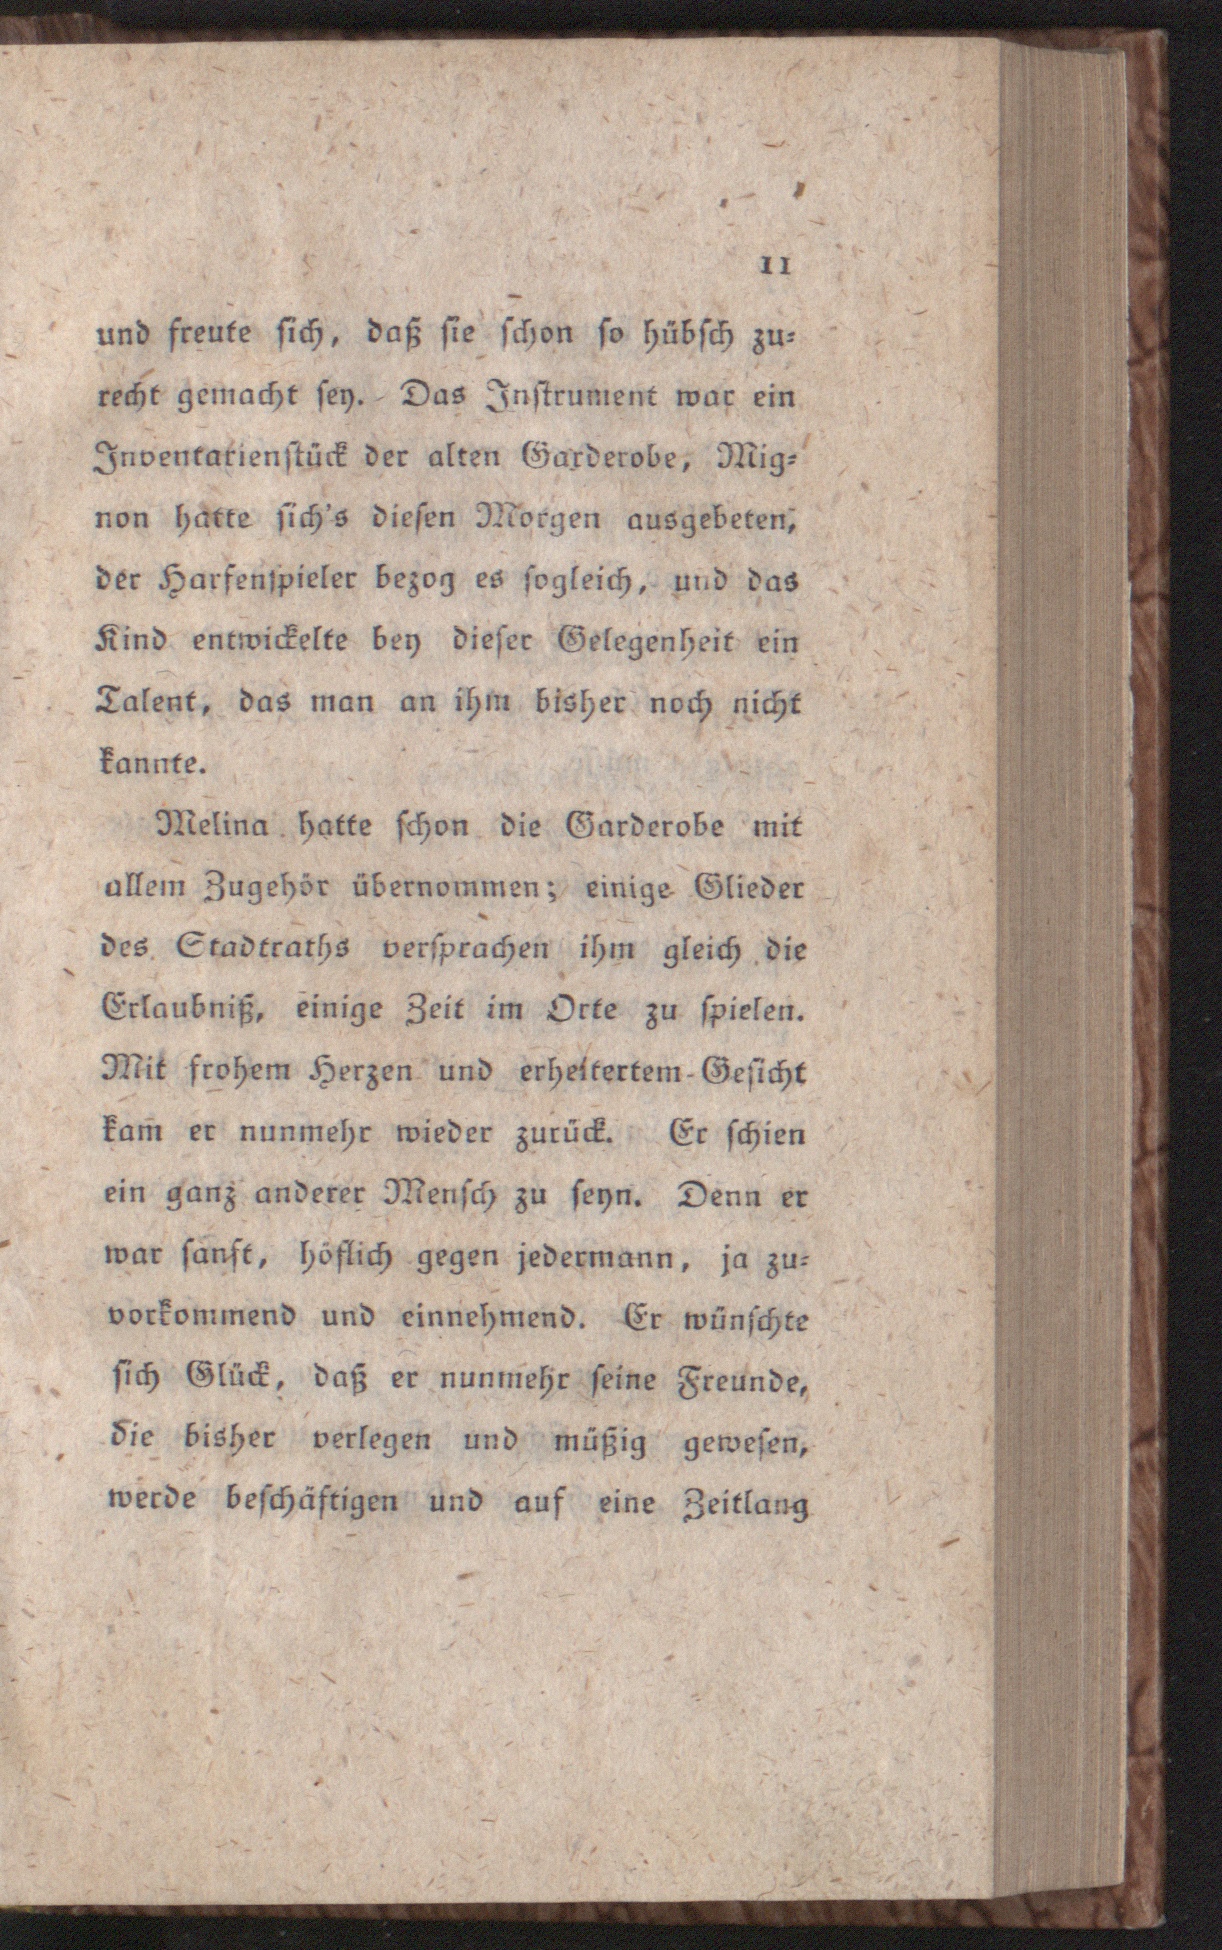 11
und freute sich, daß sie schon so hübsch zu-
recht gemacht sey. Das Instrument war ein
Inventarienstück der alten Garderobe, Mig-
non hatte sich's diesen Morgen ausgebeten,
der Harfenspieler bezog es sogleich, und das
Kind entwickelte bey dieser Gelegenheit ein
Talent, das man an ihm bisher noch nicht
kannte.
Melina hatte schon die Garderobe mit
allem Zugehör übernommen; einige Glieder
des Stadtraths versprachen ihm gleich die
Erlaubniß, einige Zeit im Orte zu spielen.
Mit frohem Herzen und erheitertem Gesicht
kam er nunmehr wieder zurück. Er schien
ein ganz anderer Mensch zu seyn. Denn er
war sanft, höflich gegen jedermann, ja zu-
vorkommend und einnehmend. Er wünschte
sich Glück, daß er nunmehr seine Freunde,
die bisher verlegen und müßig gewesen,
werde beschäftigen und auf eine Zeitlang